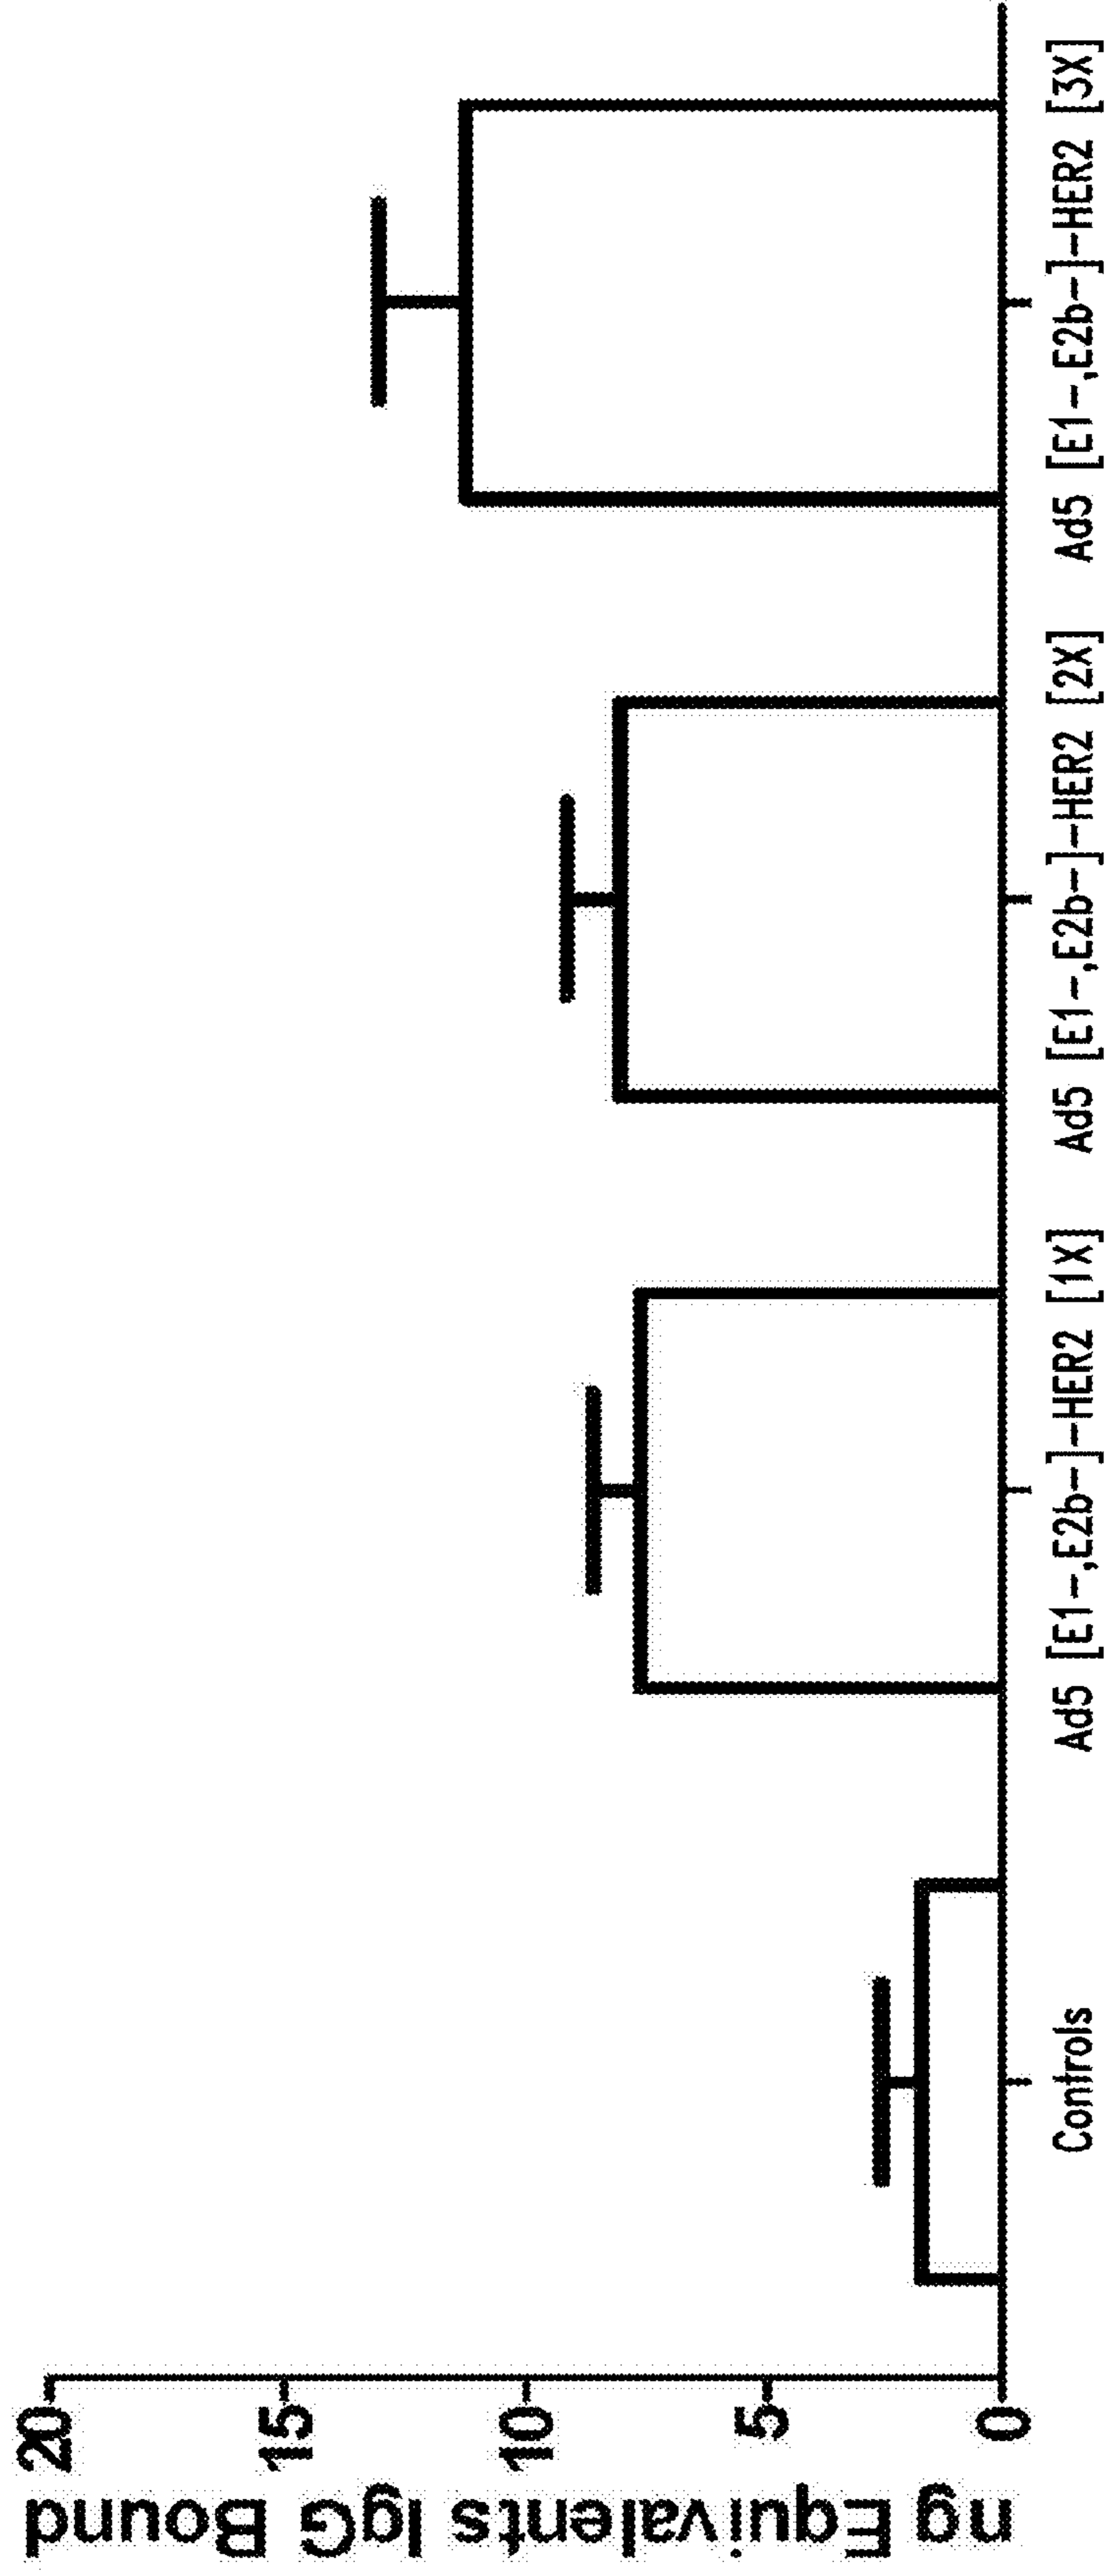 ng Equivalents IgG Bound
20
15
10
5
0
Controls
Ad5 [E1-,E2b-]-HER2 [1X]
Ad5 [E1-,E2b-]-HER2 [2X]
Ad5 [E1-,E2b-]-HER2 [3X]